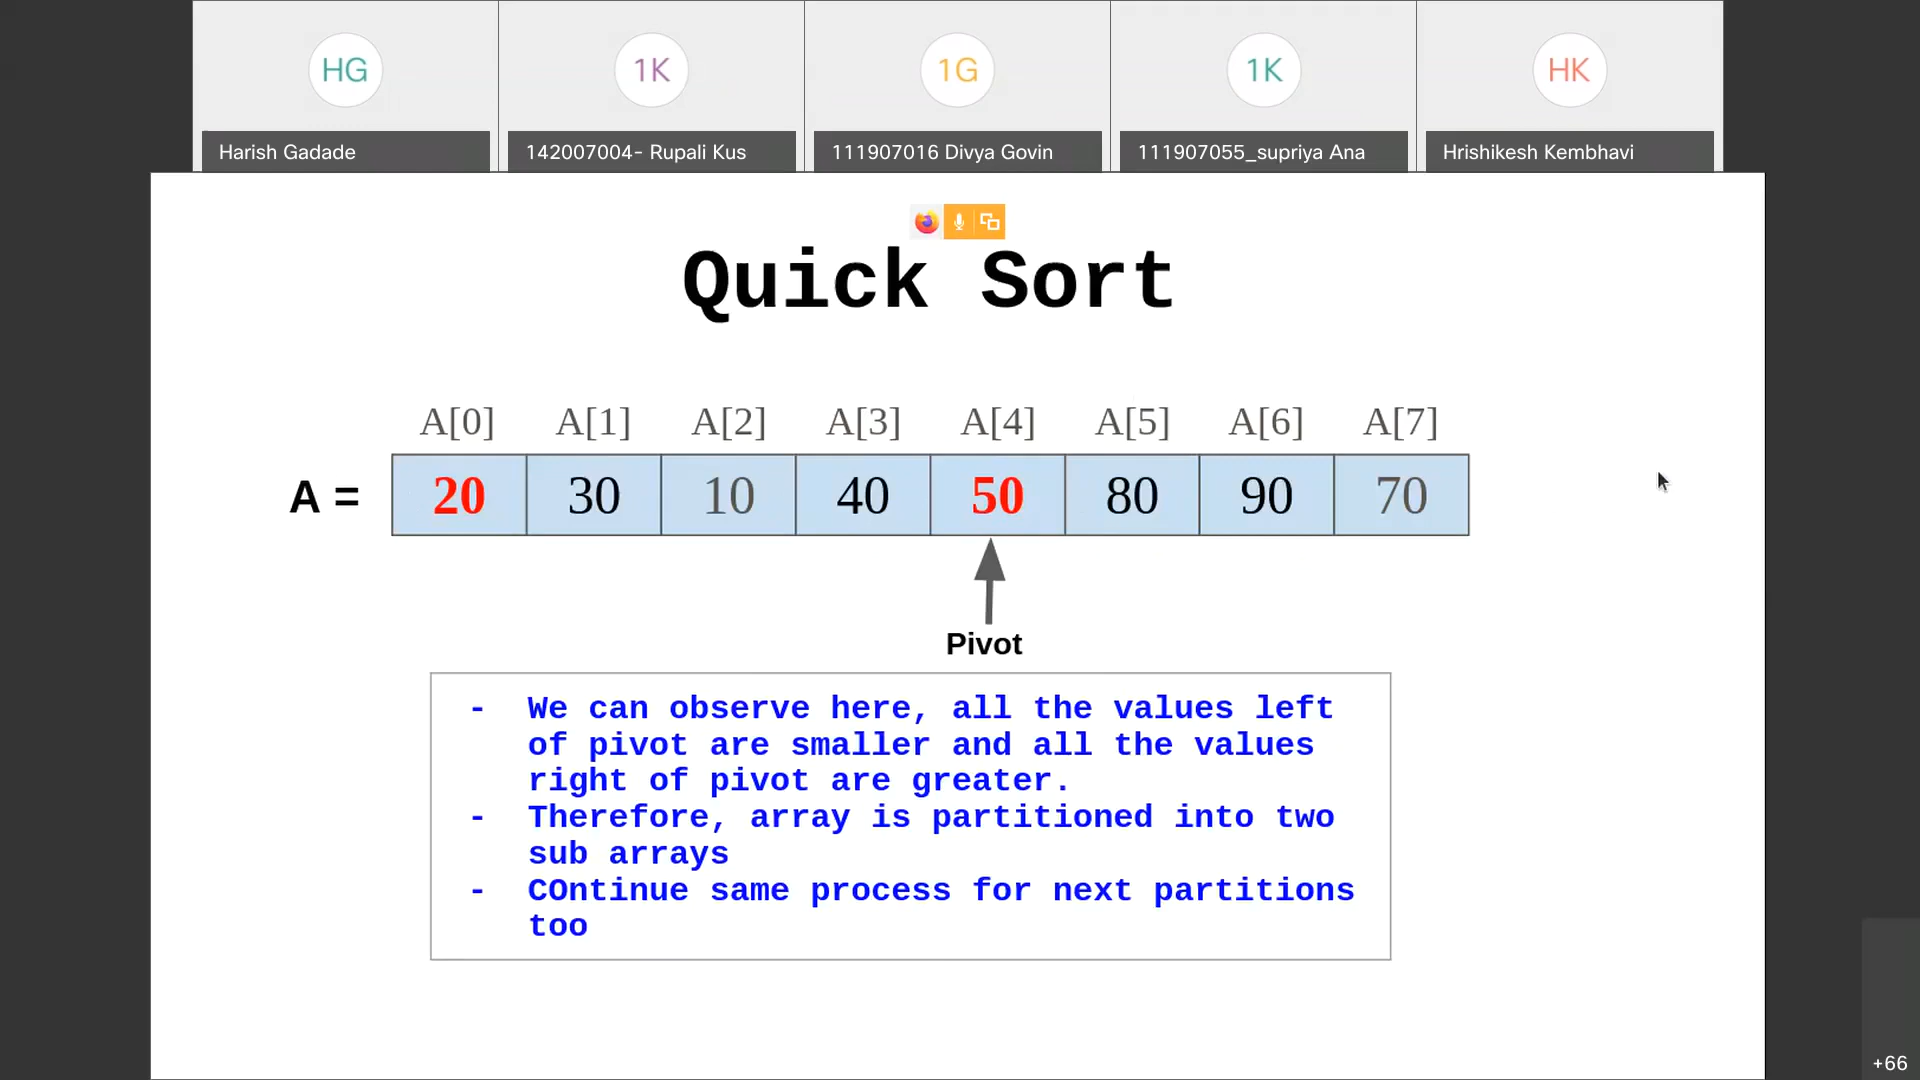 HG 1K 1G 1K HK
Harish Gadade 142007004- Rupali Kus 111907016 Divya Govin 111907055_supriya Ana Hrishikesh Kembhavi
Quick Sort
A[0] A[1] A[2] A[3] A[4] A[5] A[6] A[7]
A = 20 30 10 40 50 80 90 70
Pivot
- We can observe here, all the values left
of pivot are smaller and all the values
right of pivot are greater.
- Therefore, array is partitioned into two
sub arrays
- COntinue same process for next partitions
too
+66